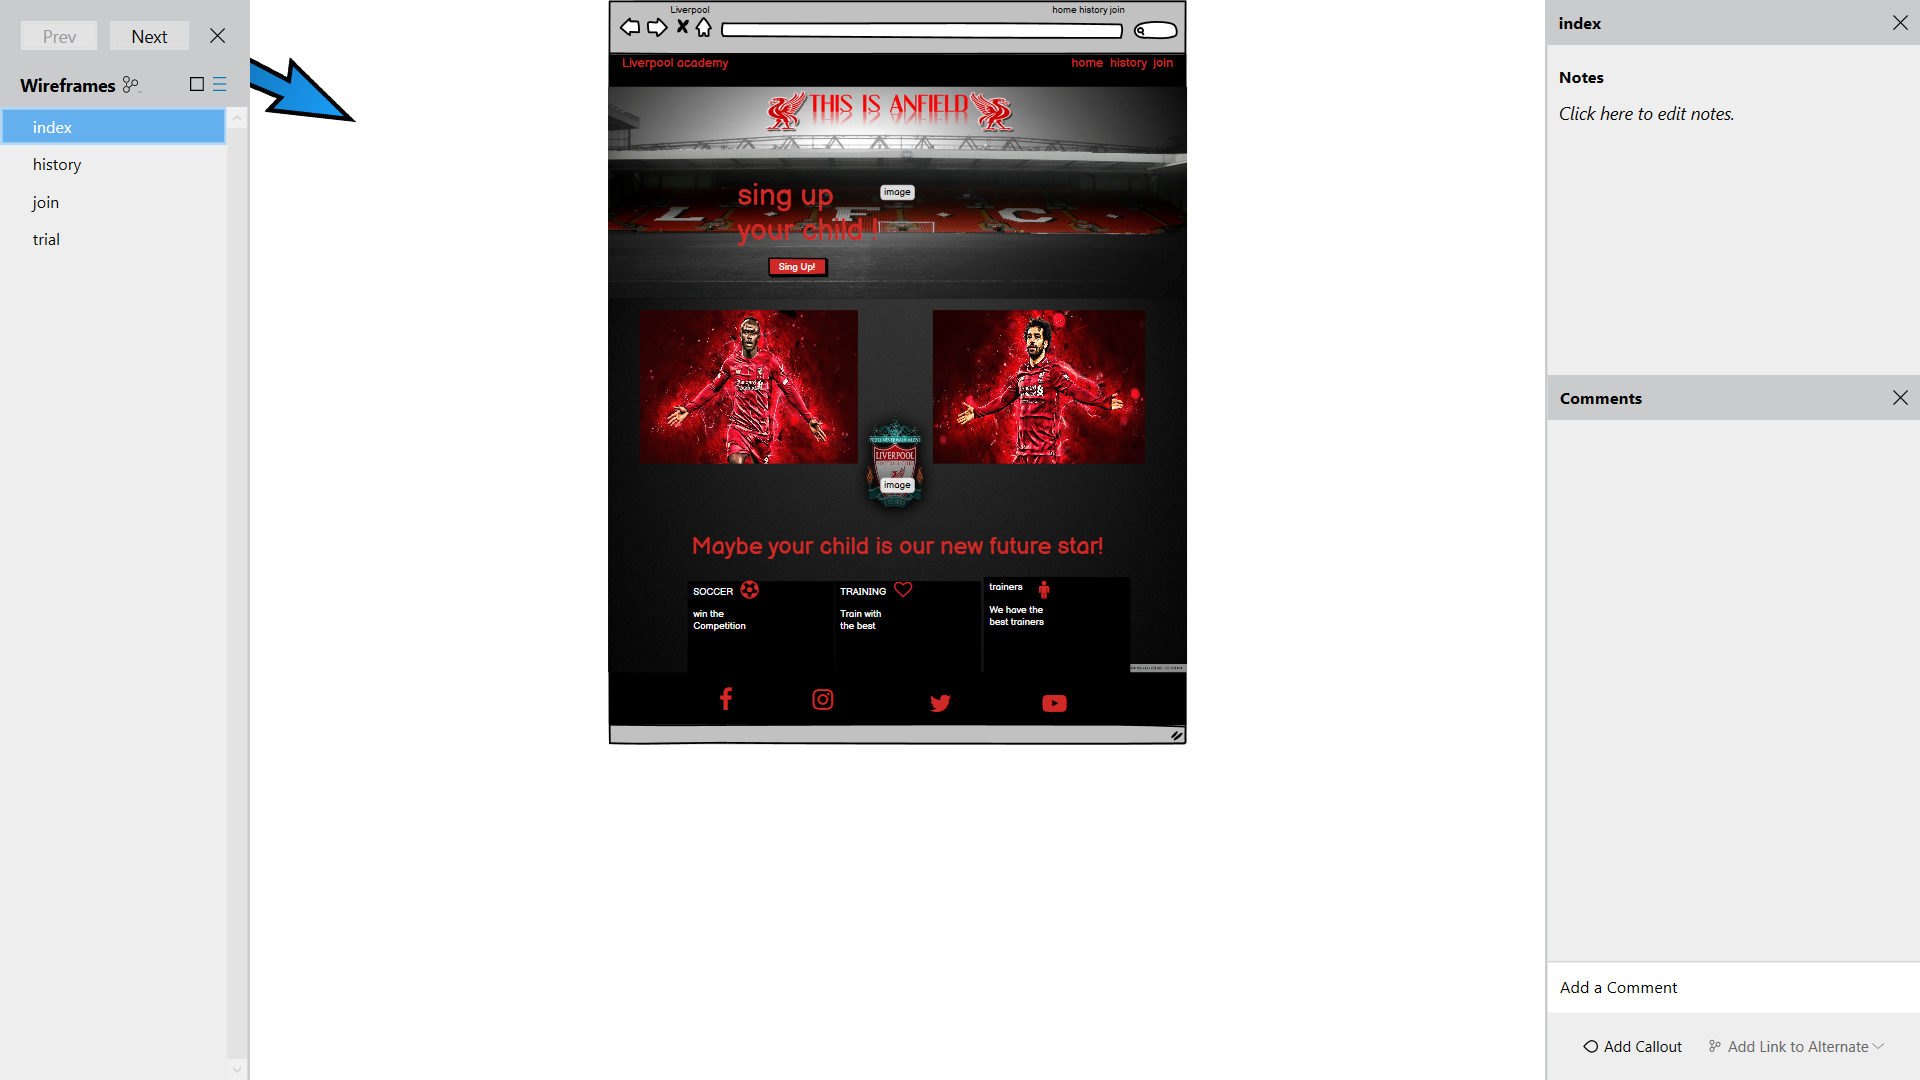 Prev
Next
Wireframes
index
history
join
trial
Liverpool
home history join
Liverpool academy
home history join
THIS IS ANFIELD
L F C
sing up
your child !
image
Sing Up!
LIVERPOOL
image
Maybe your child is our new future star!
SOCCER
win the
Competition
TRAINING
Train with
the best
trainers
We have the
best trainers
index
Notes
Click here to edit notes.
Comments
Add a Comment
Add Callout
Add Link to Alternate